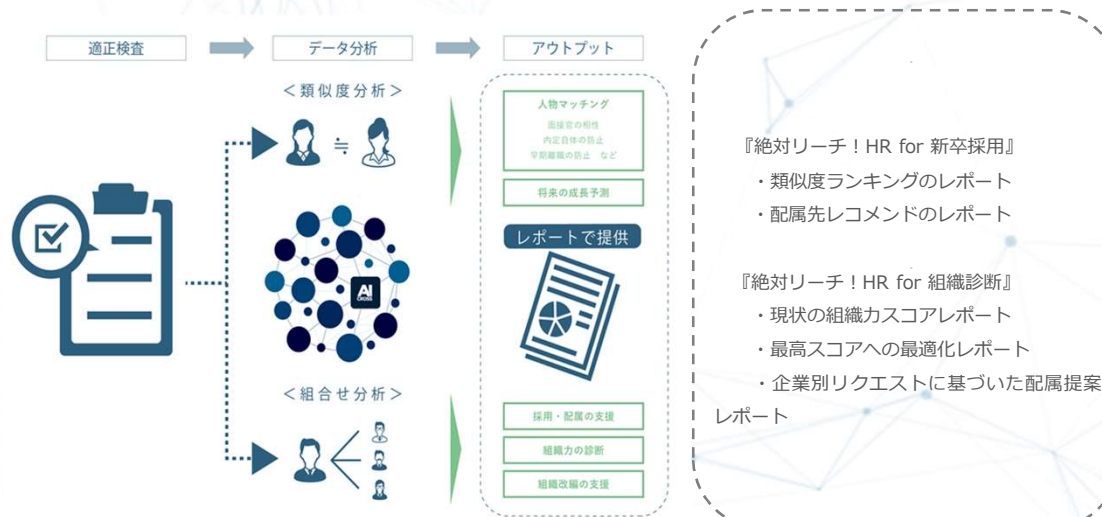 適正検査
データ分析
アウトプット
＜類似度分析＞
≒
人物マッチング
面接官の相性
内定自体の防止
早期離職の防止 など
将来の成長予測
レポートで提供
AI
CROSS
＜組合せ分析＞
採用・配属の支援
組織力の診断
組織改編の支援
『絶対リーチ！HR for 新卒採用』
・類似度ランキングのレポート
・配属先レコメンドのレポート
『絶対リーチ！HR for 組織診断』
・現状の組織力スコアレポート
・最高スコアへの最適化レポート
・企業別リクエストに基づいた配属提案
レポート